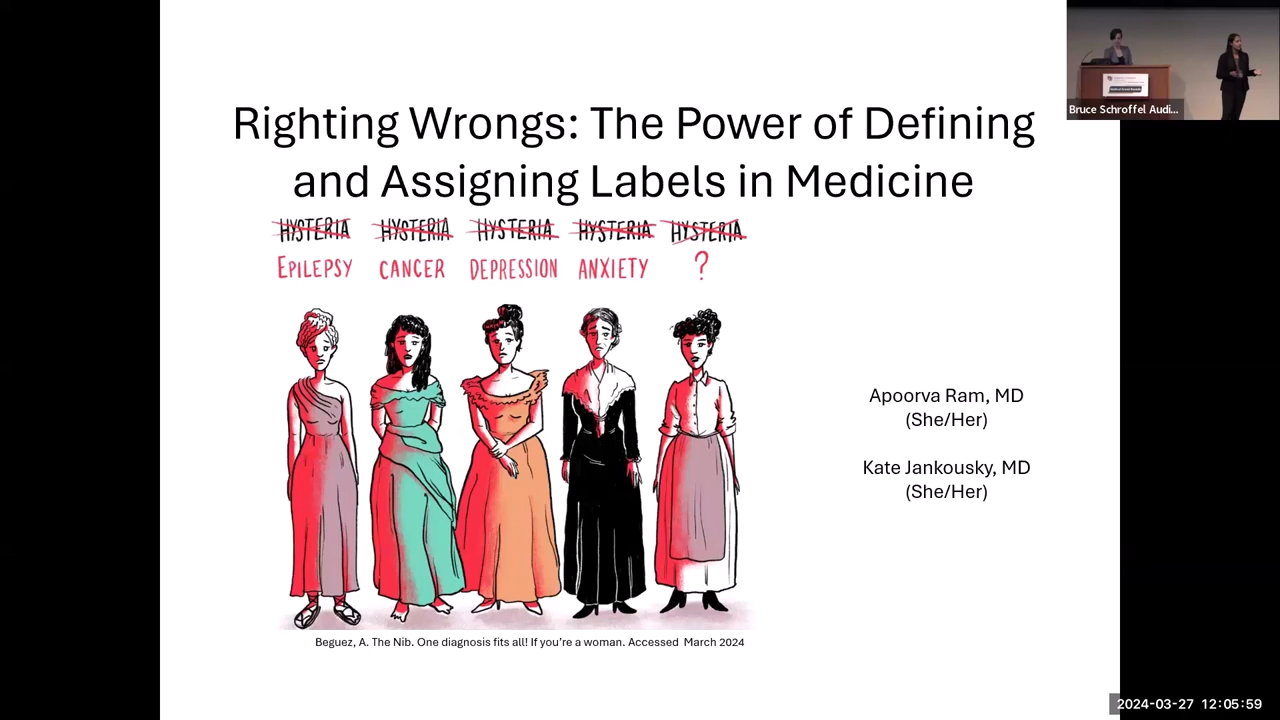 Righting Wrongs: The Power of Defining
and Assigning Labels in Medicine
HYSTERIA HYSTERIA HYSTERIA HYSTERIA HYSTERIA
EPILEPSY CANCER DEPRESSION ANXIETY ?
Apoorva Ram, MD
(She/Her)
Kate Jankousky, MD
(She/Her)
Beguez, A. The Nib. One diagnosis fits all! If you're a woman. Accessed March 2024
Bruce Schroffel Audi...
2024-03-27 12:05:59